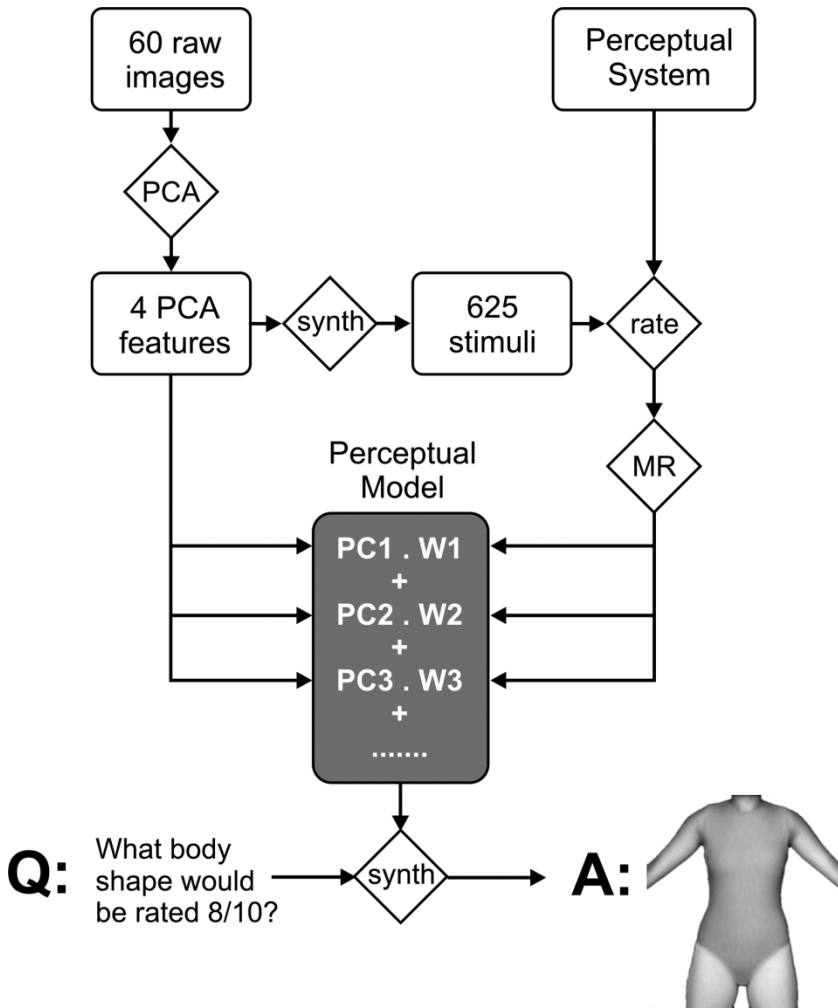 60 raw
images
Perceptual
System
PCA
4 PCA
features
synth
625
stimuli
rate
MR
Perceptual
Model
PC1 . W1
+
PC2 . W2
+
PC3 . W3
+
.......
Q:
What body
shape would
be rated 8/10?
synth
A: